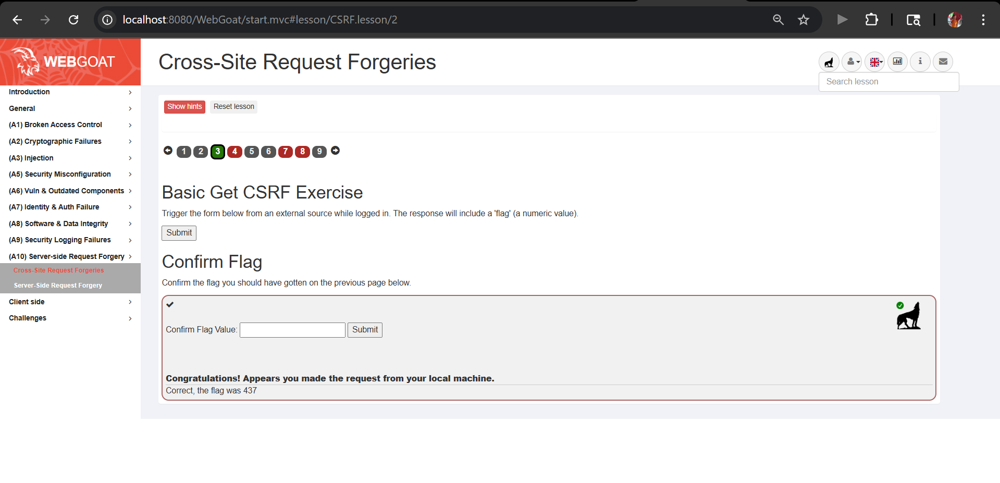 localhost:8080/WebGoat/start.mvc#lesson/CSRF.lesson/2
WEBGOAT
Cross-Site Request Forgeries
Search lesson
Introduction
General
(A1) Broken Access Control
(A2) Cryptographic Failures
(A3) Injection
(A5) Security Misconfiguration
(A6) Vuln & Outdated Components
(A7) Identity & Auth Failure
(A8) Software & Data Integrity
(A9) Security Logging Failures
(A10) Server-side Request Forgery
Cross-Site Request Forgeries
Server-Side Request Forgery
Client side
Challenges
Show hints Reset lesson
1 2 3 4 5 6 7 8 9
Basic Get CSRF Exercise
Trigger the form below from an external source while logged in. The response will include a 'flag' (a numeric value).
Submit
Confirm Flag
Confirm the flag you should have gotten on the previous page below.
Confirm Flag Value: Submit
Congratulations! Appears you made the request from your local machine.
Correct, the flag was 437